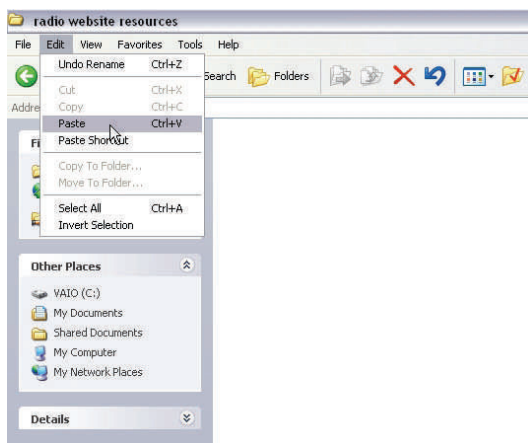 radio website resources
File Edit View Favorites Tools Help
Undo Rename Ctrl+Z
Cut Ctrl+X
Copy Ctrl+C
Paste Ctrl+V
Paste Shortcut
Copy To Folder...
Move To Folder...
Select All Ctrl+A
Invert Selection
Search Folders
Addre
Fi
Other Places
VAIO (C:)
My Documents
Shared Documents
My Computer
My Network Places
Details